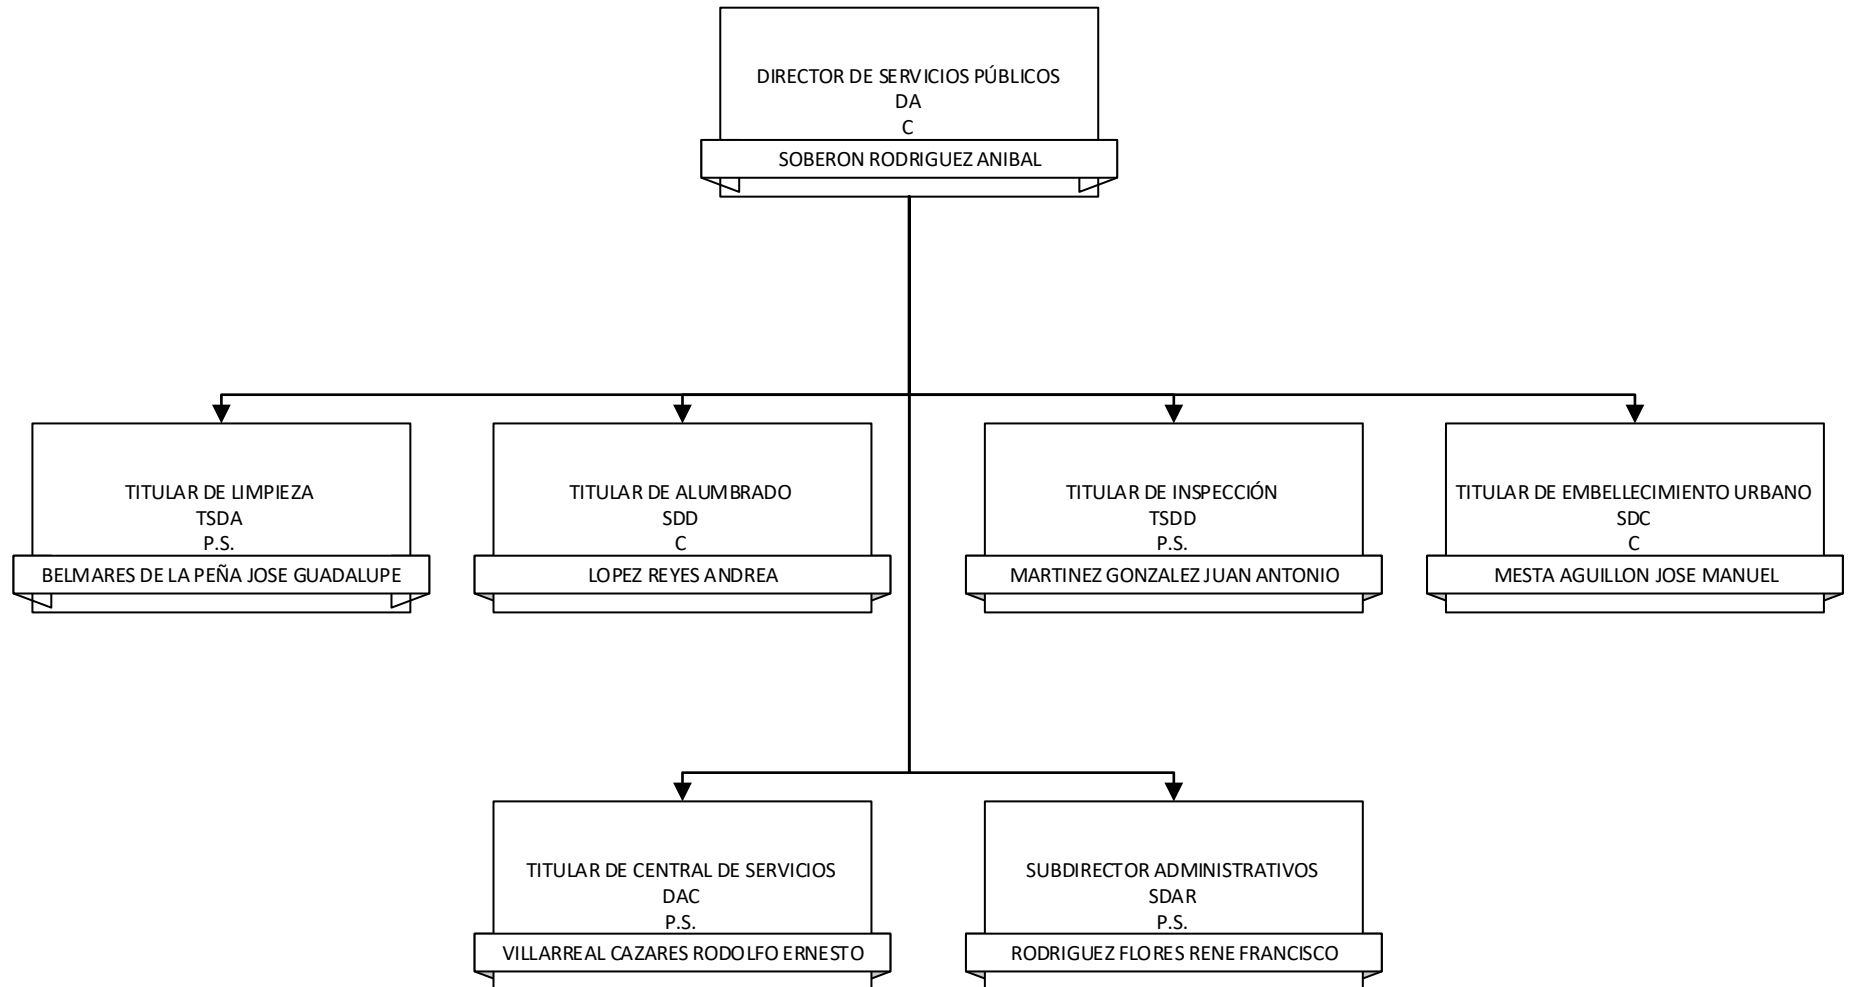 DIRECTOR DE SERVICIOS PÚBLICOS
DA
C
SOBERON RODRIGUEZ ANIBAL
TITULAR DE LIMPIEZA
TSDA
P.S.
BELMARES DE LA PEÑA JOSE GUADALUPE
TITULAR DE ALUMBRADO
SDD
C
LOPEZ REYES ANDREA
TITULAR DE INSPECCIÓN
TSDD
P.S.
MARTINEZ GONZALEZ JUAN ANTONIO
TITULAR DE EMBELLECIMIENTO URBANO
SDC
C
MESTA AGUILLON JOSE MANUEL
TITULAR DE CENTRAL DE SERVICIOS
DAC
P.S.
VILLARREAL CAZARES RODOLFO ERNESTO
SUBDIRECTOR ADMINISTRATIVOS
SDAR
P.S.
RODRIGUEZ FLORES RENE FRANCISCO